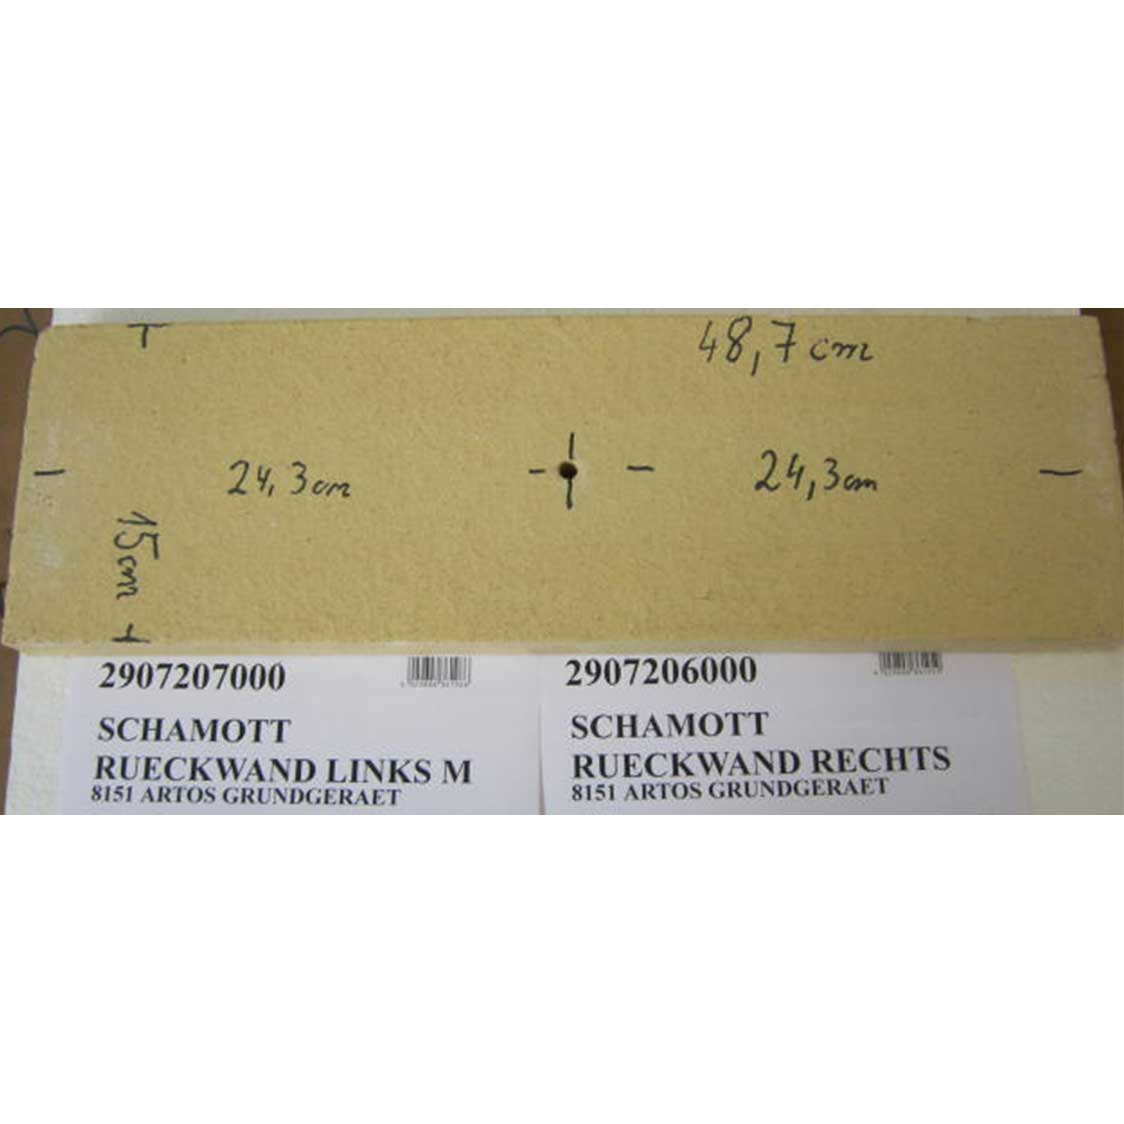 48,7 cm
24,3 cm
24,3 cm
15 cm
2907207000
SCHAMOTT
RUECKWAND LINKS M
8151 ARTOS GRUNDGERAET
2907206000
SCHAMOTT
RUECKWAND RECHTS
8151 ARTOS GRUNDGERAET